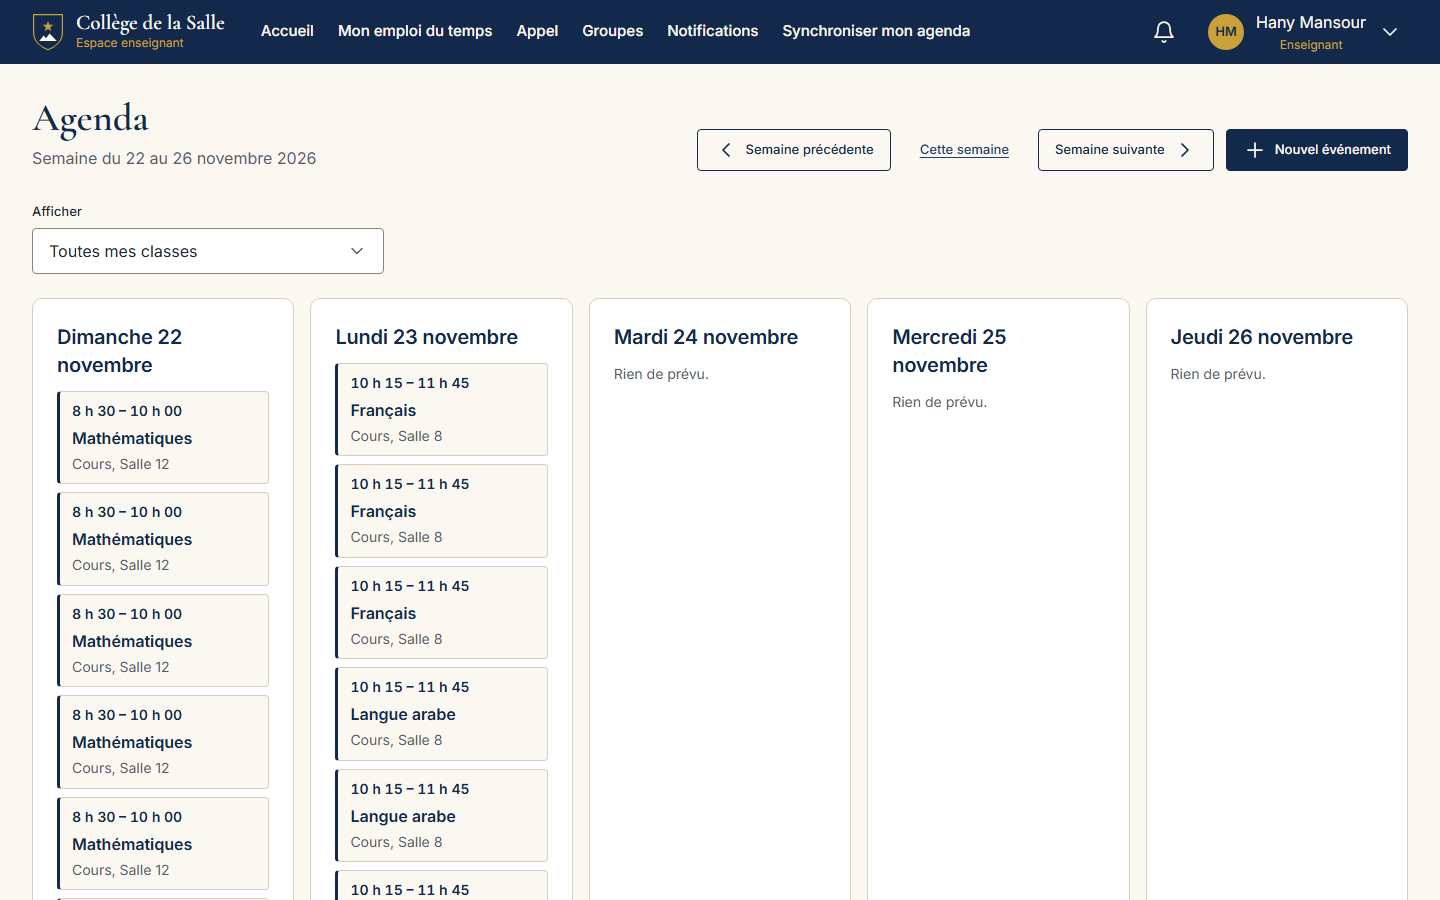 Collège de la Salle
Espace enseignant
Accueil
Mon emploi du temps
Appel
Groupes
Notifications
Synchroniser mon agenda
HM
Hany Mansour
Enseignant
Agenda
Semaine du 22 au 26 novembre 2026
Semaine précédente
Cette semaine
Semaine suivante
Nouvel événement
Afficher
Toutes mes classes
Dimanche 22
novembre
8 h 30 – 10 h 00
Mathématiques
Cours, Salle 12
8 h 30 – 10 h 00
Mathématiques
Cours, Salle 12
8 h 30 – 10 h 00
Mathématiques
Cours, Salle 12
8 h 30 – 10 h 00
Mathématiques
Cours, Salle 12
8 h 30 – 10 h 00
Mathématiques
Cours, Salle 12
Lundi 23 novembre
10 h 15 – 11 h 45
Français
Cours, Salle 8
10 h 15 – 11 h 45
Français
Cours, Salle 8
10 h 15 – 11 h 45
Français
Cours, Salle 8
10 h 15 – 11 h 45
Langue arabe
Cours, Salle 8
10 h 15 – 11 h 45
Langue arabe
Cours, Salle 8
10 h 15 – 11 h 45
Mardi 24 novembre
Rien de prévu.
Mercredi 25
novembre
Rien de prévu.
Jeudi 26 novembre
Rien de prévu.